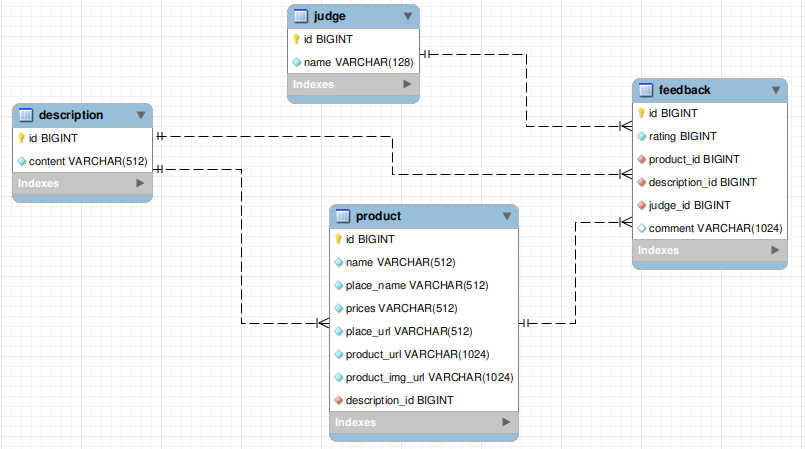 judge
id BIGINT
name VARCHAR(128)
Indexes
description
id BIGINT
content VARCHAR(512)
Indexes
feedback
id BIGINT
rating BIGINT
product_id BIGINT
description_id BIGINT
judge_id BIGINT
comment VARCHAR(1024)
Indexes
product
id BIGINT
name VARCHAR(512)
place_name VARCHAR(512)
prices VARCHAR(512)
place_url VARCHAR(512)
product_url VARCHAR(1024)
product_img_url VARCHAR(1024)
description_id BIGINT
Indexes